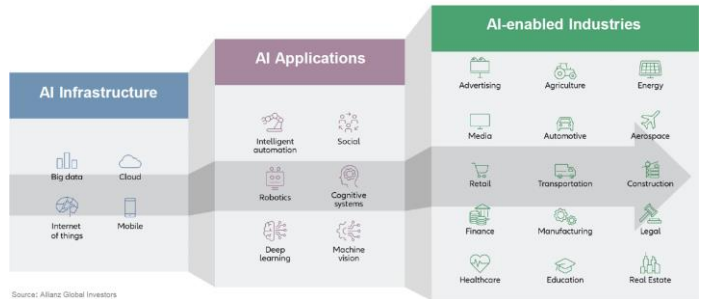 AI Infrastructure
Big data
Cloud
Internet
of things
Mobile
AI Applications
Intelligent
automation
Social
Robotics
Cognitive
systems
Deep
learning
Machine
vision
AI-enabled Industries
Advertising
Agriculture
Energy
Media
Automotive
Aerospace
Retail
Transportation
Construction
Finance
Manufacturing
Legal
Healthcare
Education
Real Estate
Source: Allianz Global Investors